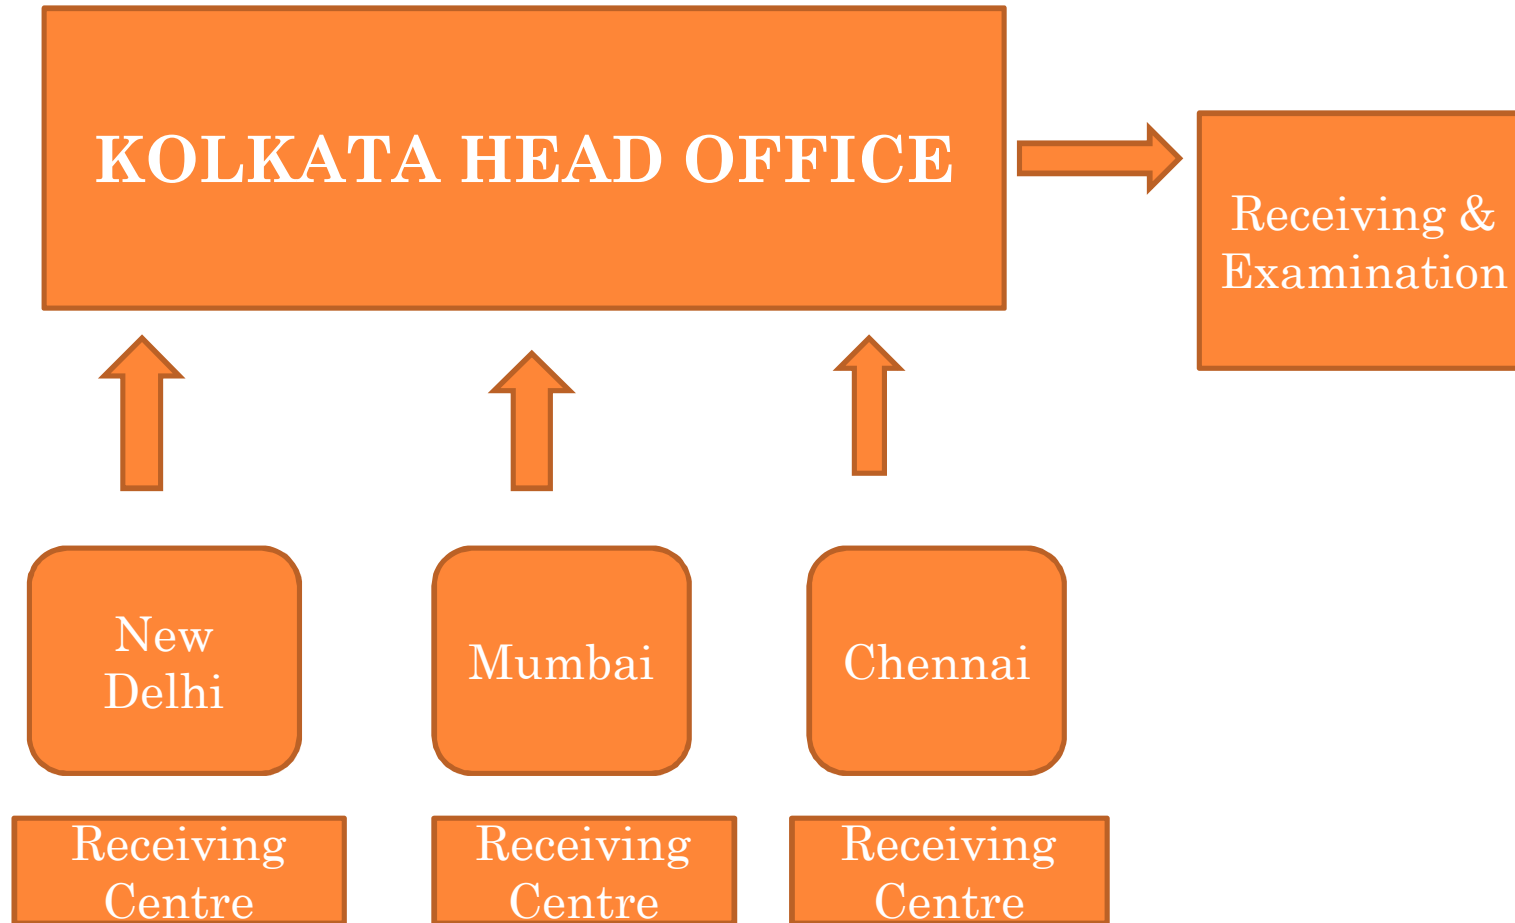 KOLKATA HEAD OFFICE
Receiving &
Examination
New
Delhi
Mumbai
Chennai
Receiving
Centre
Receiving
Centre
Receiving
Centre